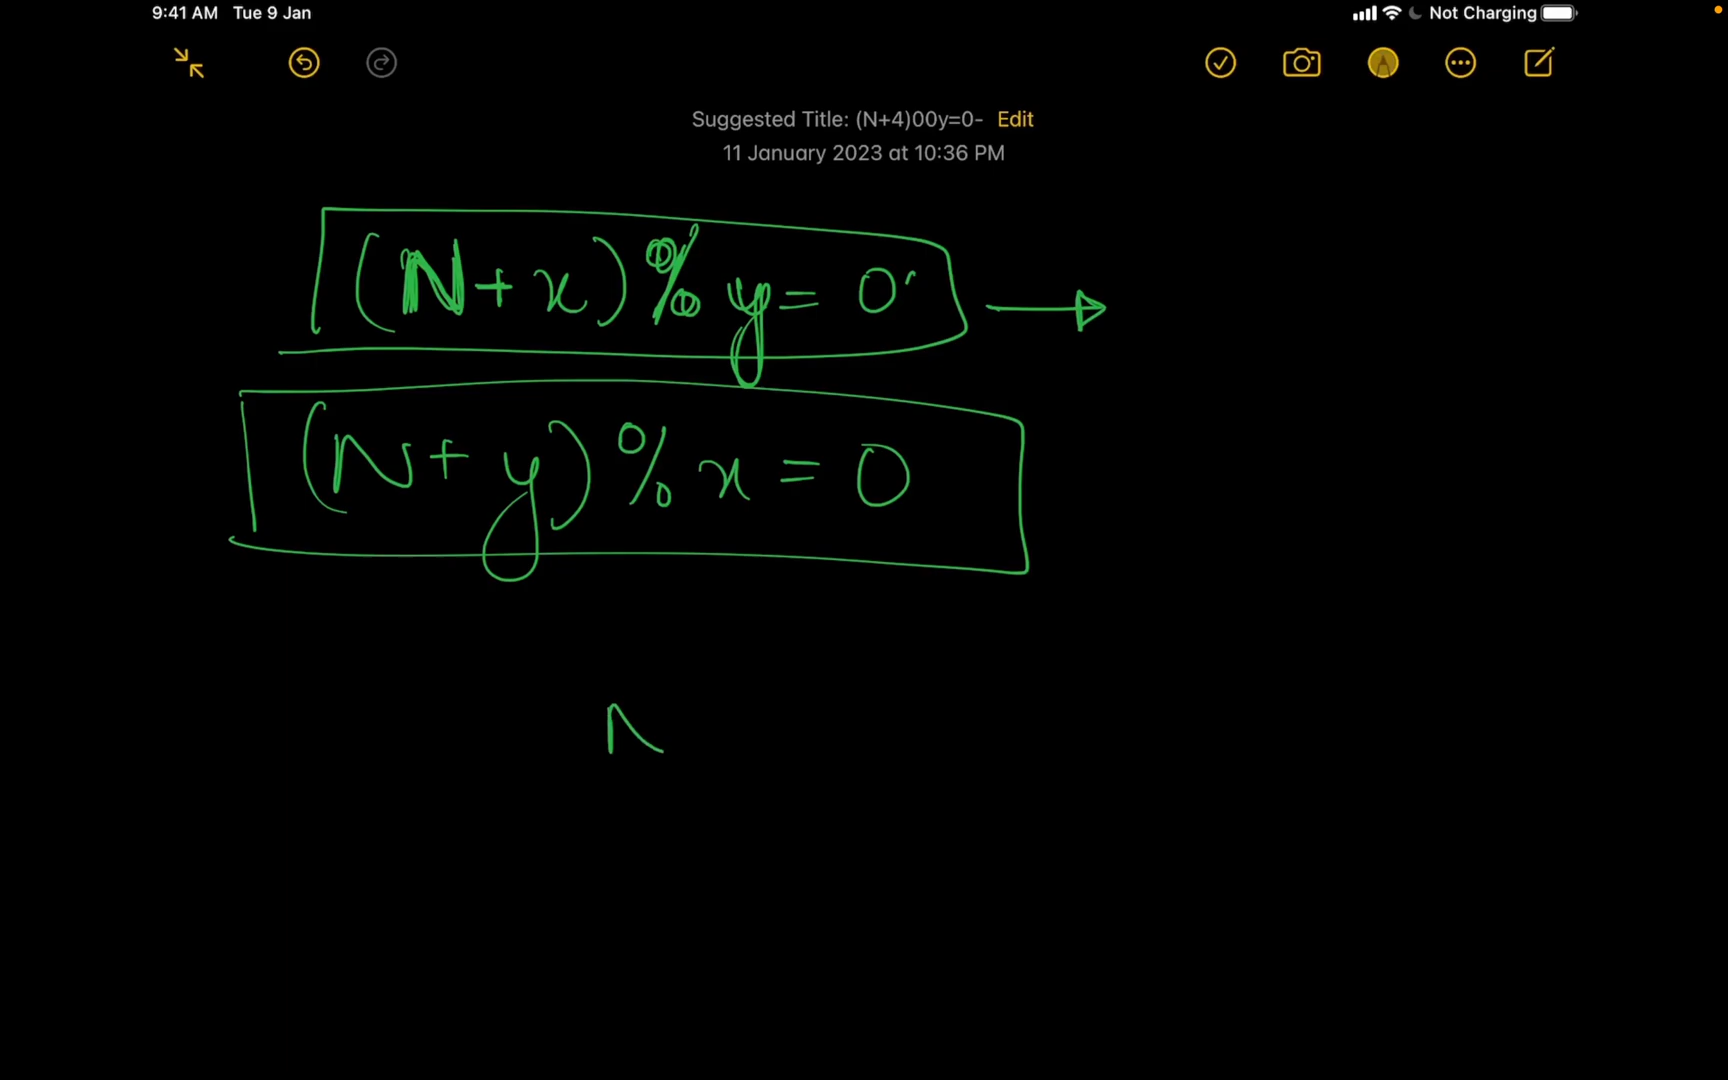 9:41 AM Tue 9 Jan Not Charging
Suggested Title: (N+4)00y=0- Edit
11 January 2023 at 10:36 PM
(N+x)%y=0
(N+y)%x=0
N